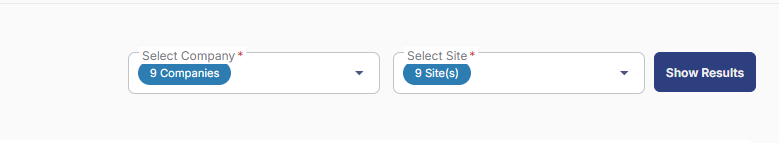 Select Company *
9 Companies
Select Site *
9 Site(s)
Show Results